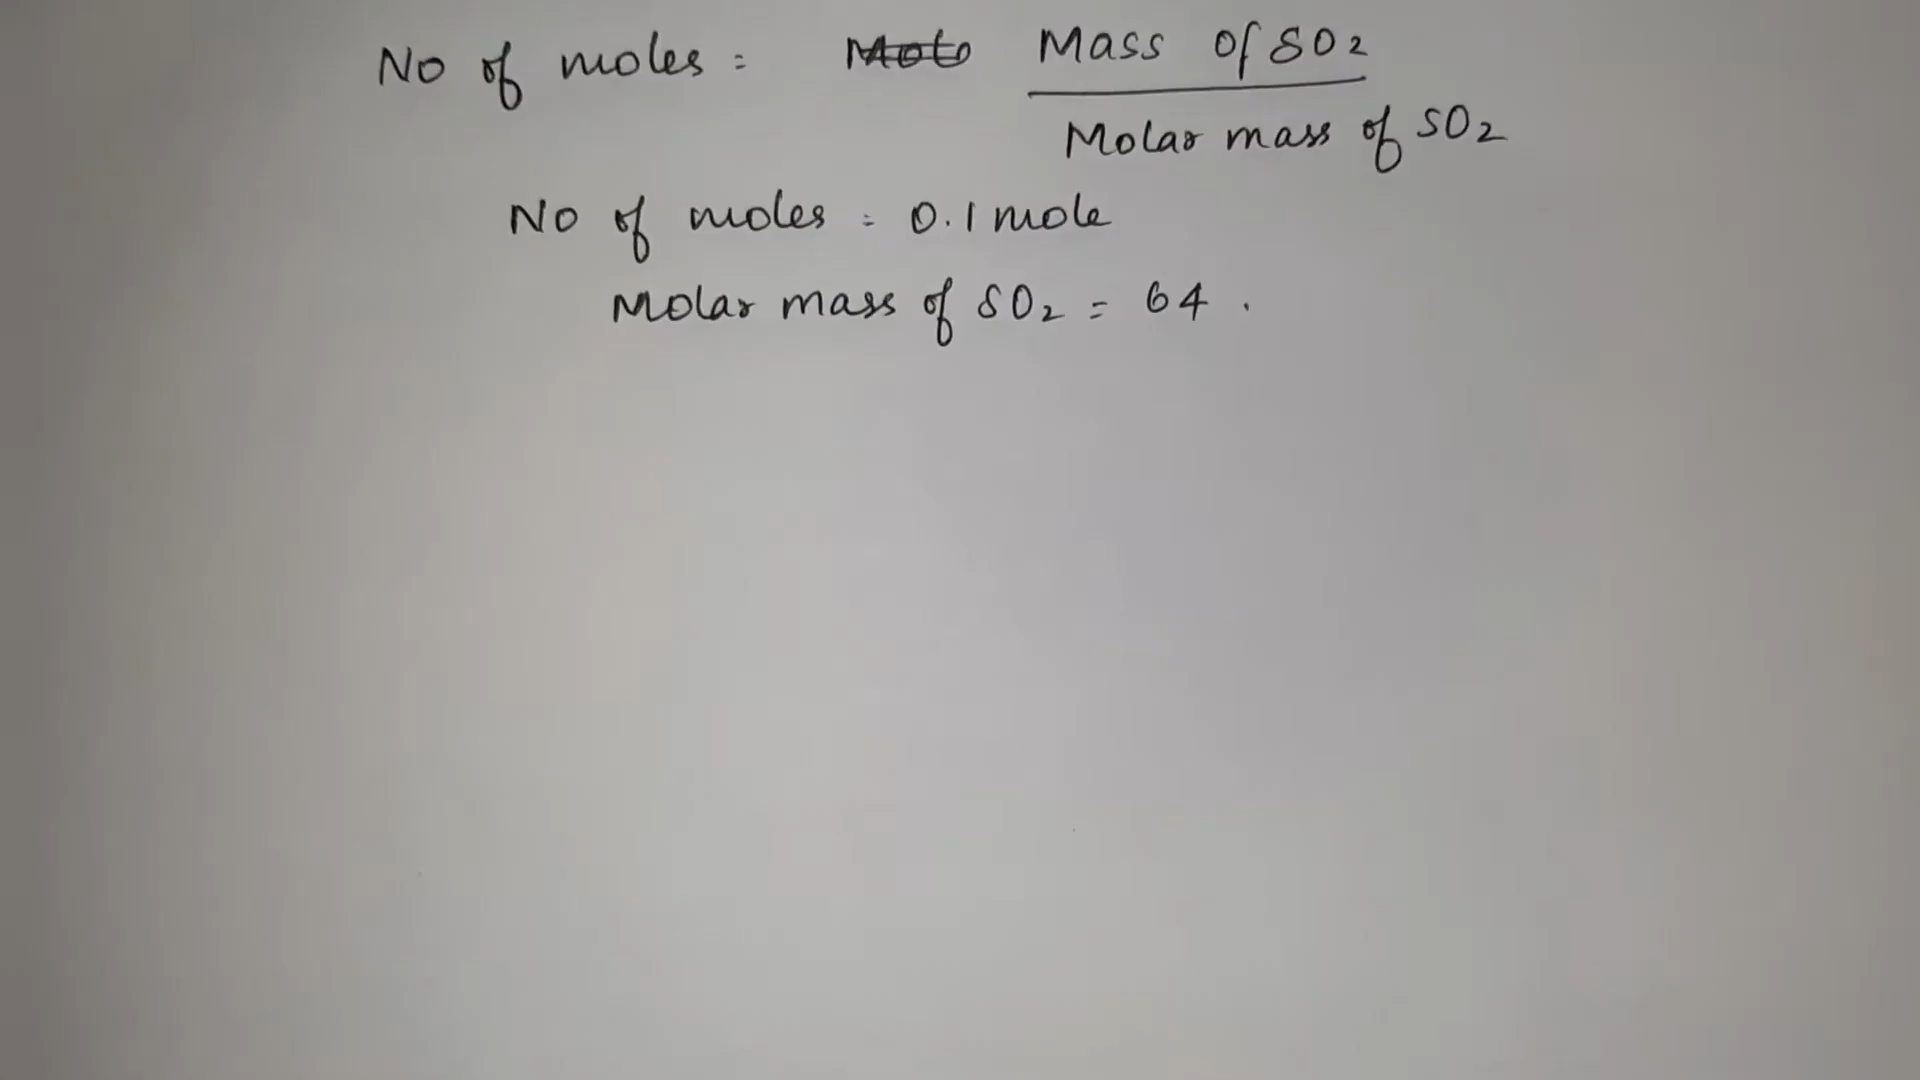 No of moles = Mass of SO2
Molar mass of SO2
No of moles = 0.1 mole
Molar mass of SO2 = 64 .